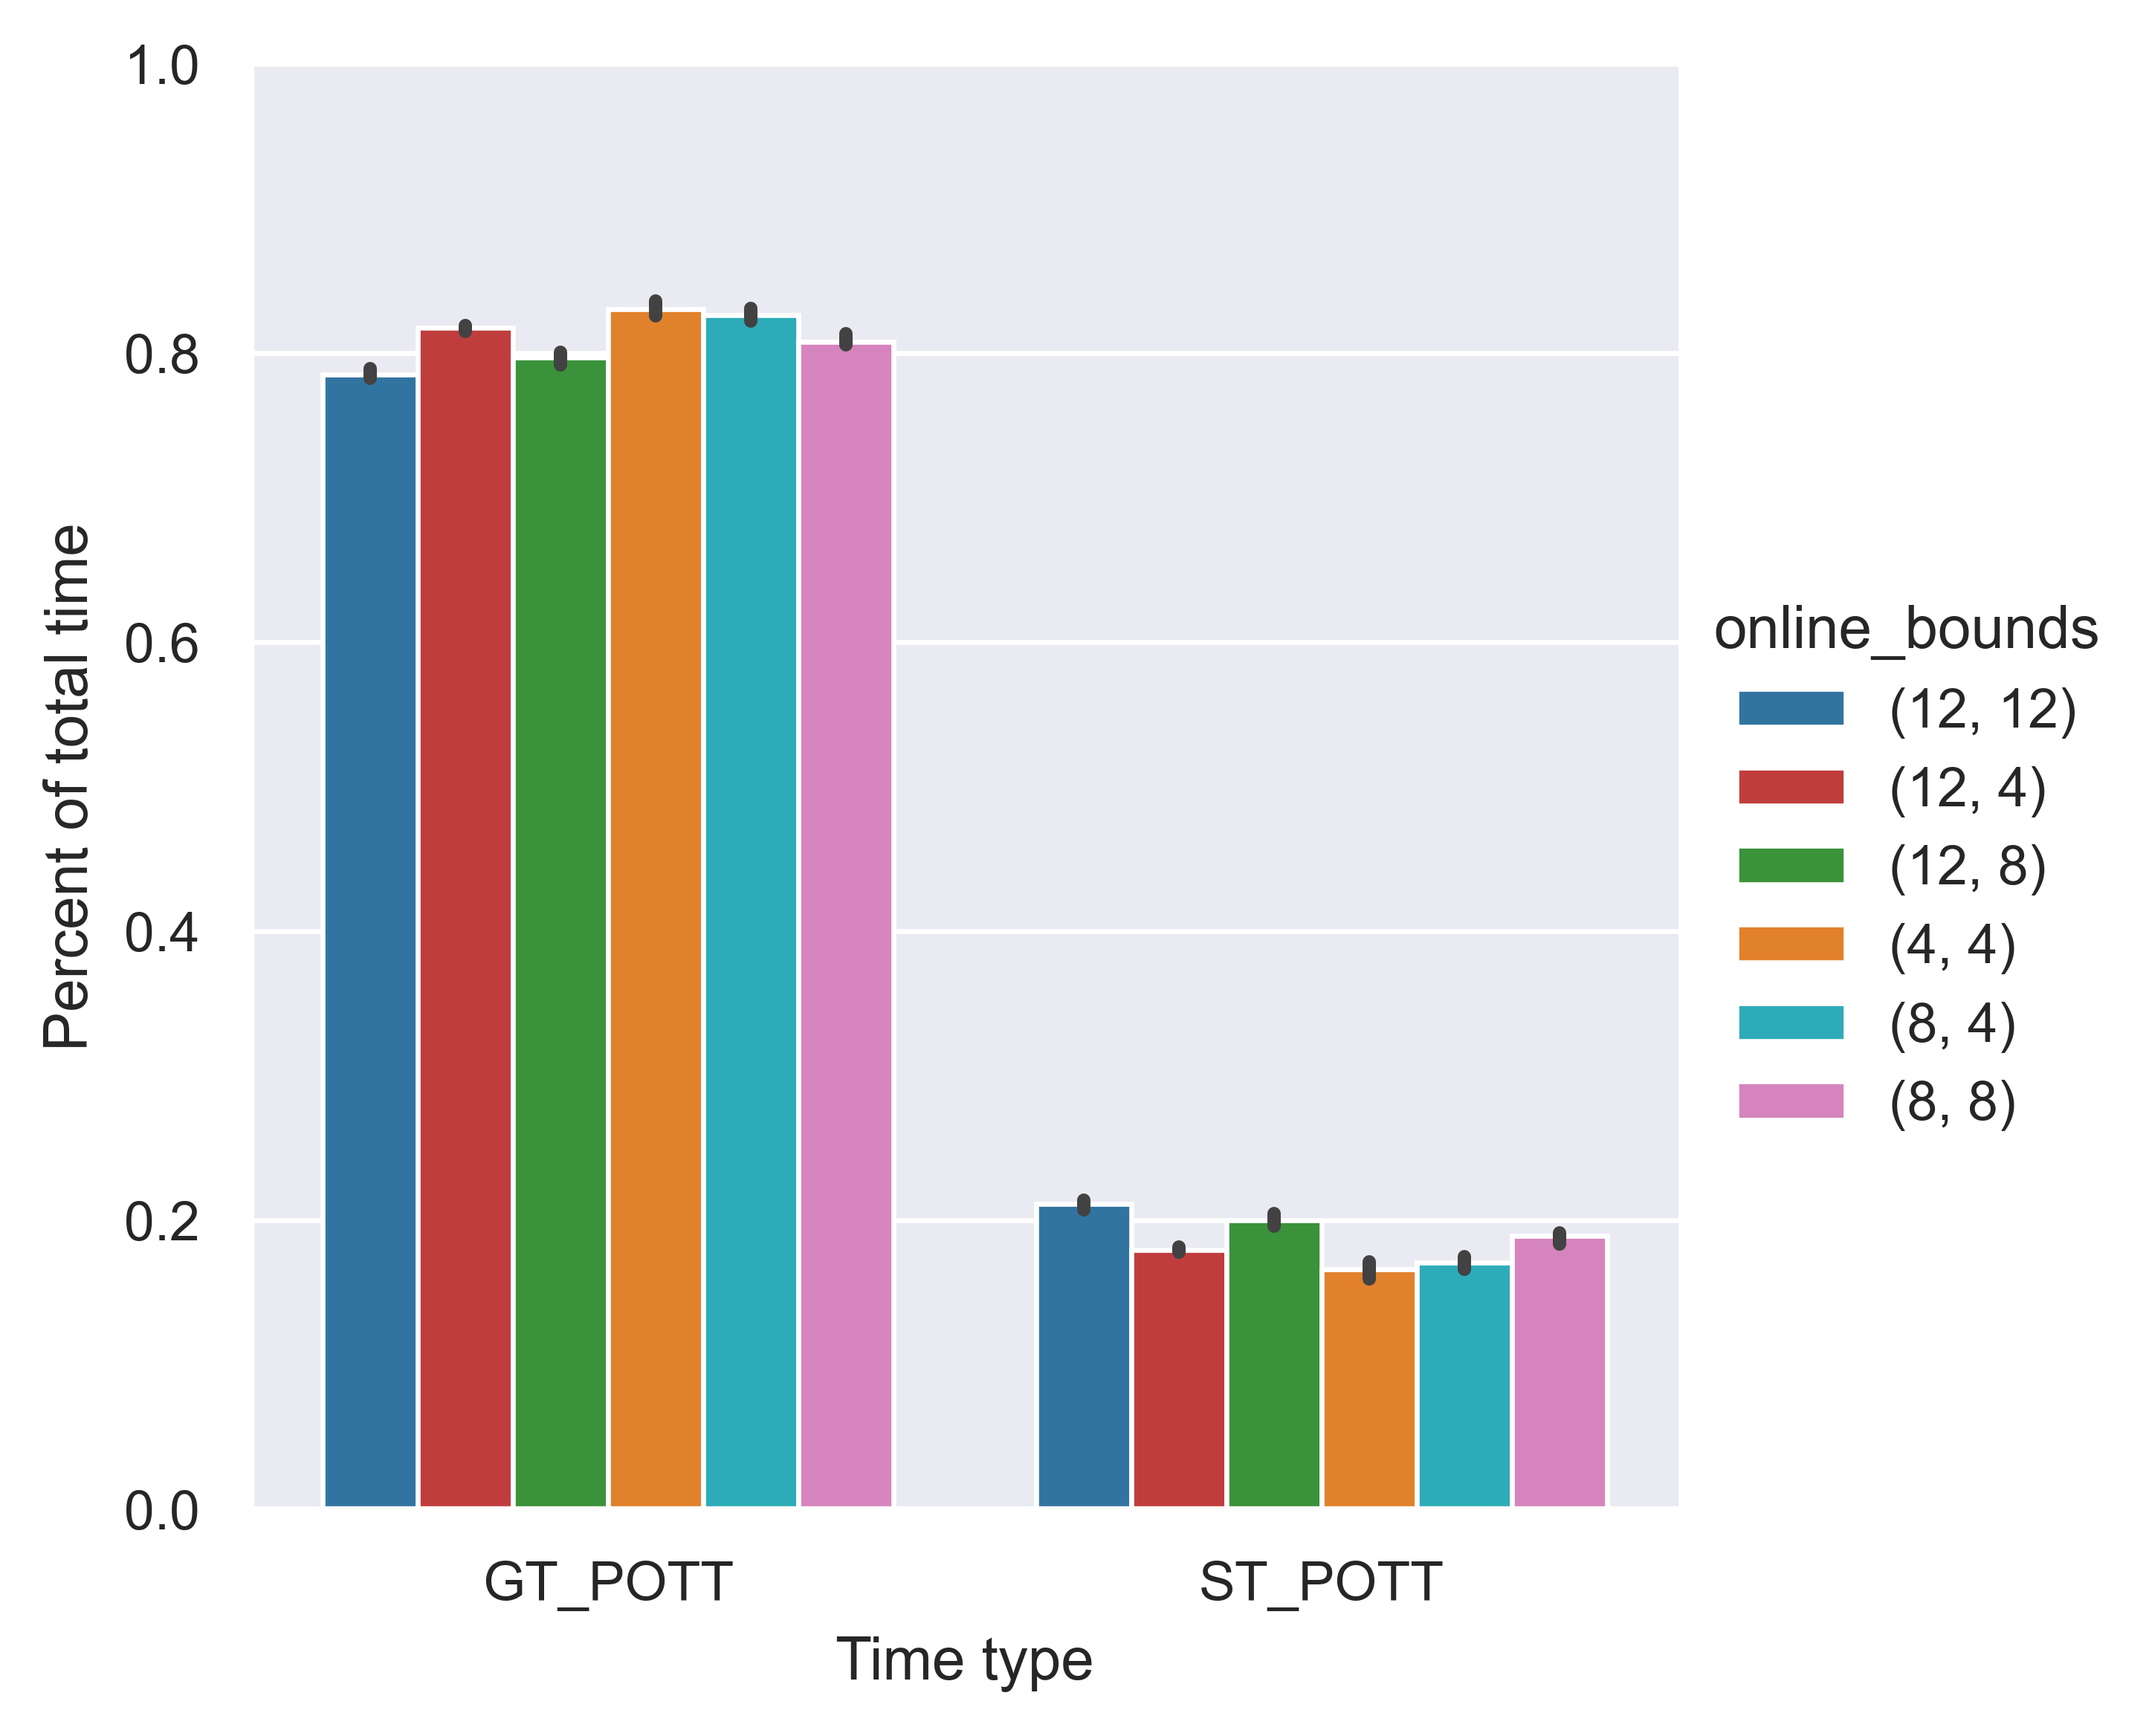 1.0
0.8
0.6
0.4
0.2
0.0
Percent of total time
GT_POTT
ST_POTT
Time type
online_bounds
(12, 12)
(12, 4)
(12, 8)
(4, 4)
(8, 4)
(8, 8)